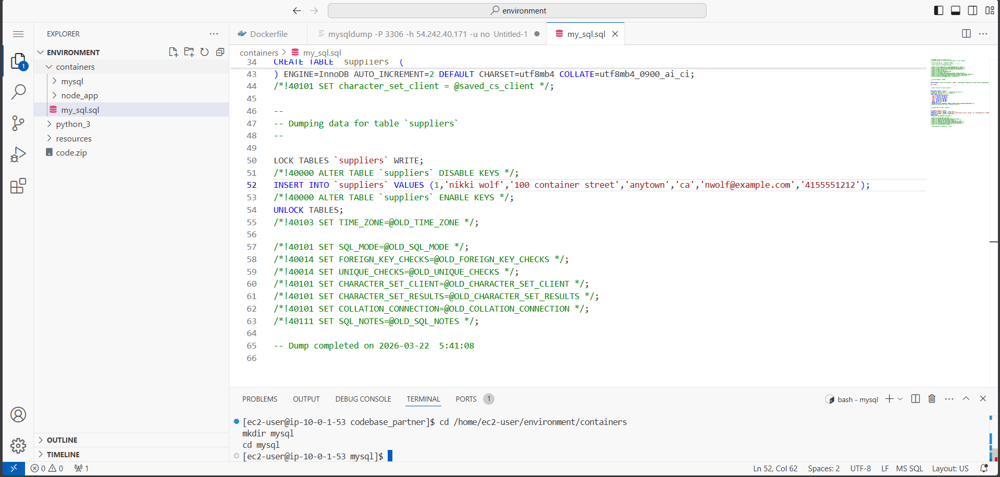 environment
EXPLORER
ENVIRONMENT
containers
mysql
node_app
my_sql.sql
python_3
resources
code.zip
OUTLINE
TIMELINE
1
Dockerfile
mysqldump -P 3306 -h 54.242.40.171 -u no Untitled-1
my_sql.sql
containers > my_sql.sql
34 CREATE TABLE `suppliers` (
43 ) ENGINE=InnoDB AUTO_INCREMENT=2 DEFAULT CHARSET=utf8mb4 COLLATE=utf8mb4_0900_ai_ci;
44 /*!40101 SET character_set_client = @saved_cs_client */;
45
46 --
47 -- Dumping data for table `suppliers`
48 --
49
50 LOCK TABLES `suppliers` WRITE;
51 /*!40000 ALTER TABLE `suppliers` DISABLE KEYS */;
52 INSERT INTO `suppliers` VALUES (1,'nikki wolf','100 container street','anytown','ca','nwolf@example.com','4155551212');
53 /*!40000 ALTER TABLE `suppliers` ENABLE KEYS */;
54 UNLOCK TABLES;
55 /*!40103 SET TIME_ZONE=@OLD_TIME_ZONE */;
56
57 /*!40101 SET SQL_MODE=@OLD_SQL_MODE */;
58 /*!40014 SET FOREIGN_KEY_CHECKS=@OLD_FOREIGN_KEY_CHECKS */;
59 /*!40014 SET UNIQUE_CHECKS=@OLD_UNIQUE_CHECKS */;
60 /*!40101 SET CHARACTER_SET_CLIENT=@OLD_CHARACTER_SET_CLIENT */;
61 /*!40101 SET CHARACTER_SET_RESULTS=@OLD_CHARACTER_SET_RESULTS */;
62 /*!40101 SET COLLATION_CONNECTION=@OLD_COLLATION_CONNECTION */;
63 /*!40111 SET SQL_NOTES=@OLD_SQL_NOTES */;
64
65 -- Dump completed on 2026-03-22  5:41:08
66
PROBLEMS OUTPUT DEBUG CONSOLE TERMINAL PORTS 1
bash - mysql
[ec2-user@ip-10-0-1-53 codebase_partner]$ cd /home/ec2-user/environment/containers
mkdir mysql
cd mysql
[ec2-user@ip-10-0-1-53 mysql]$
0 0 1
Ln 52, Col 62 Spaces: 2 UTF-8 LF MS SQL Layout: US